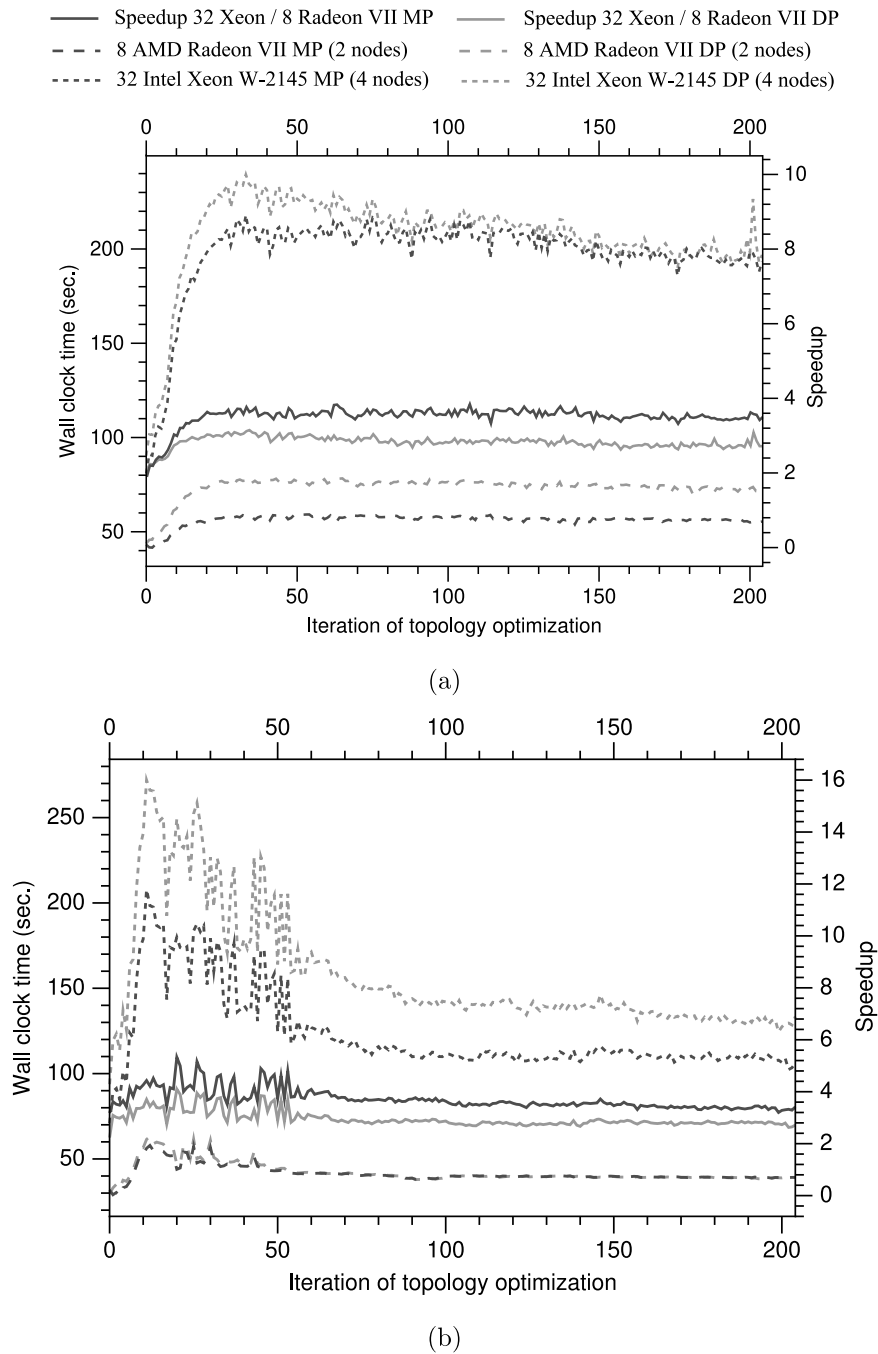 Speedup 32 Xeon / 8 Radeon VII MP
Speedup 32 Xeon / 8 Radeon VII DP
8 AMD Radeon VII MP (2 nodes)
8 AMD Radeon VII DP (2 nodes)
32 Intel Xeon W-2145 MP (4 nodes)
32 Intel Xeon W-2145 DP (4 nodes)
0 50 100 150 200
Wall clock time (sec.)
200
150
100
50
Speedup
10
8
6
4
2
0
0 50 100 150 200
Iteration of topology optimization
(a)
0 50 100 150 200
Wall clock time (sec.)
250
200
150
100
50
Speedup
16
14
12
10
8
6
4
2
0
0 50 100 150 200
Iteration of topology optimization
(b)